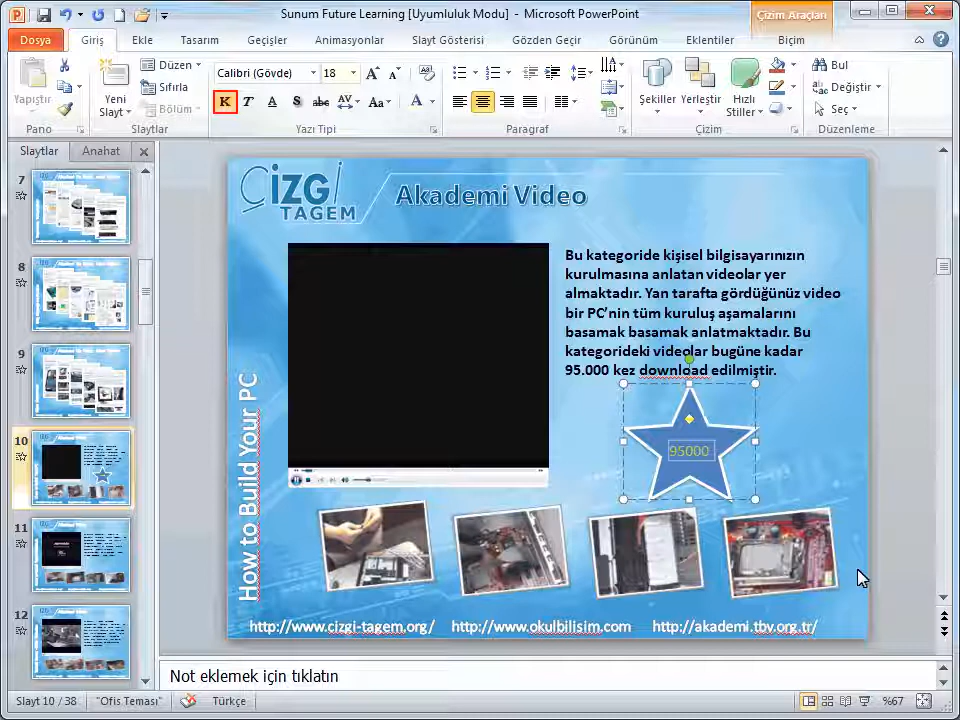 Sunum Future Learning [Uyumluluk Modu] - Microsoft PowerPoint
Çizim Araçları
Dosya
Giriş
Ekle
Tasarım
Geçişler
Animasyonlar
Slayt Gösterisi
Gözden Geçir
Görünüm
Eklentiler
Biçim
Yapıştır
Pano
Yeni Slayt
Düzen
Sıfırla
Bölüm
Slaytlar
Calibri (Gövde)
18
K T A S abc AV Aa A
Yazı Tipi
Paragraf
Şekiller
Yerleştir
Hızlı Stiller
Çizim
Bul
Değiştir
Seç
Düzenleme
Slaytlar
Anahat
7
8
9
10
11
12
ÇİZGİ
TAGEM
Akademi Video
Bu kategoride kişisel bilgisayarınızın
kurulmasına anlatan videolar yer
almaktadır. Yan tarafta gördüğünüz video
bir PC’nin tüm kuruluş aşamalarını
basamak basamak anlatmaktadır. Bu
kategorideki videolar bugüne kadar
95.000 kez download edilmiştir.
95000
How to Build Your PC
http://www.cizgi-tagem.org/ http://www.okulbilisim.com http://akademi.tbv.org.tr/
Not eklemek için tıklatın
Slayt 10 / 38
"Ofis Teması"
Türkçe
%67